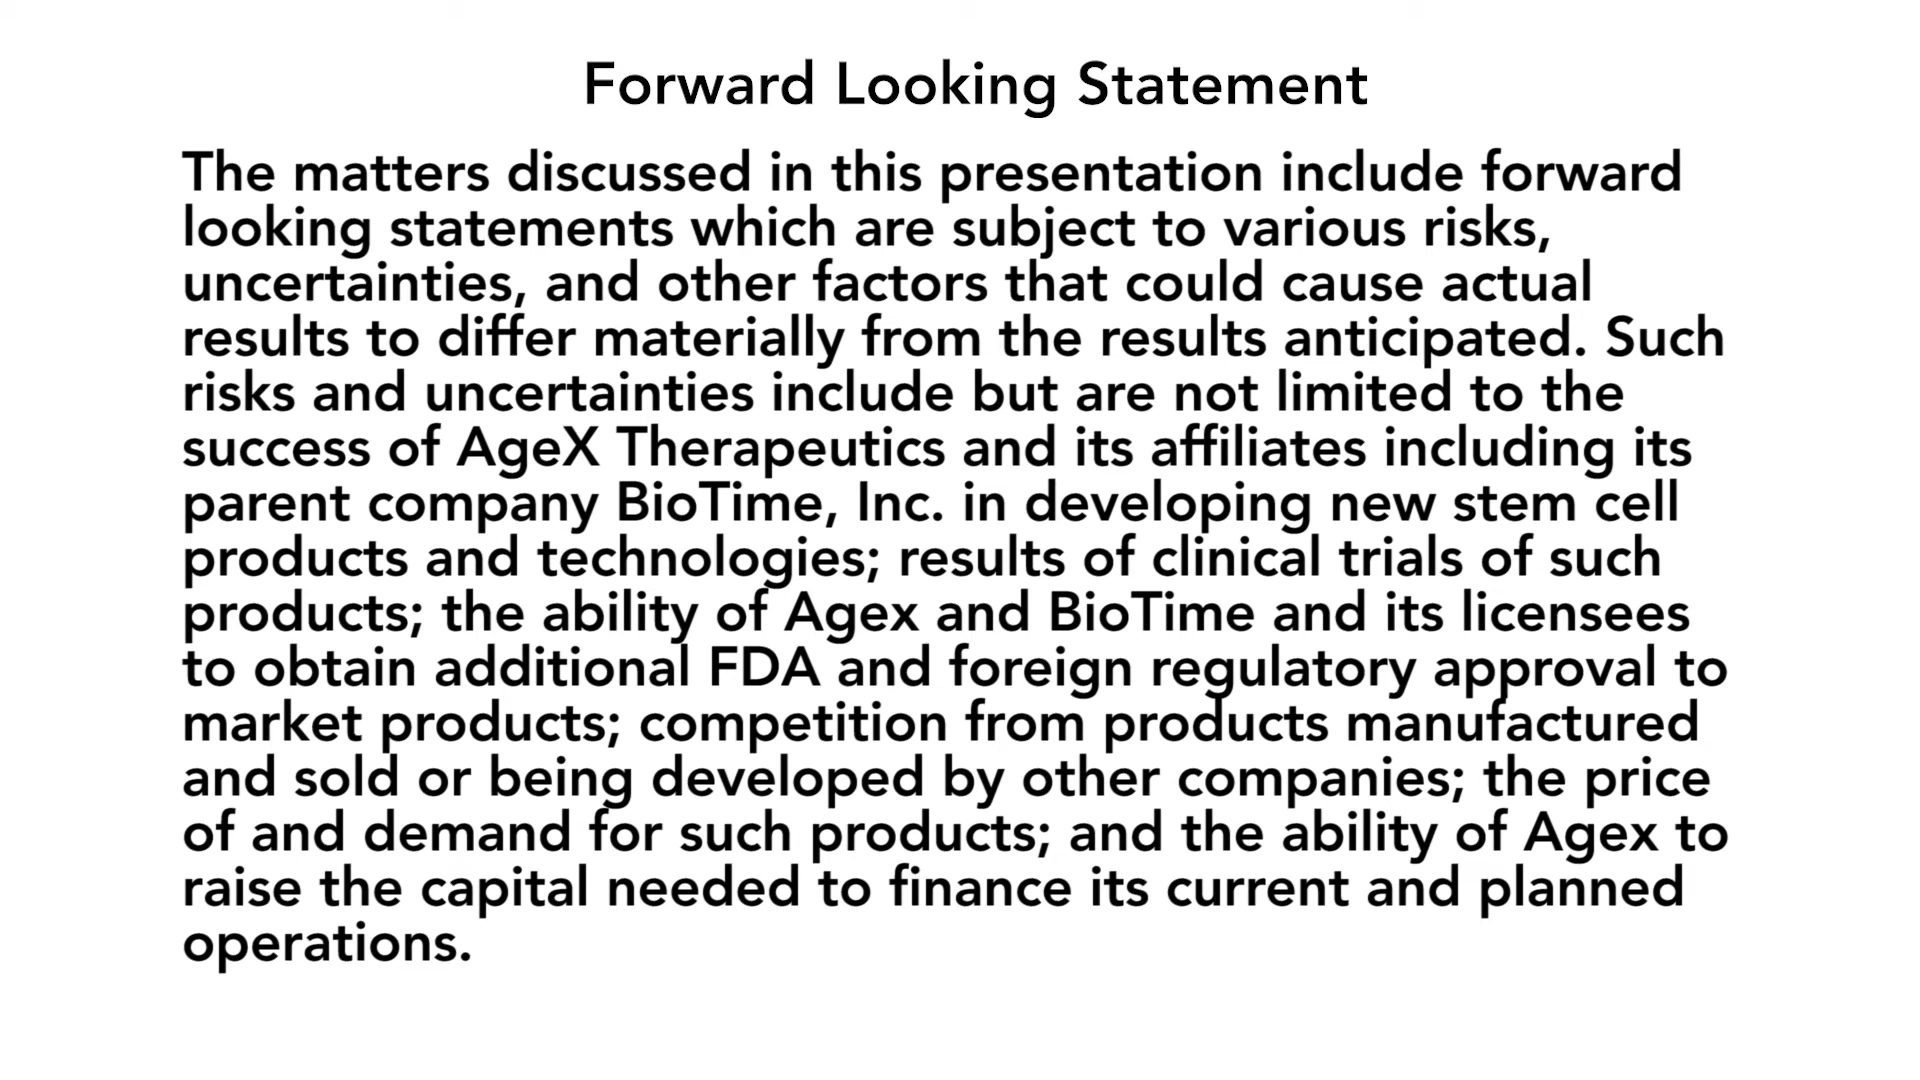 Forward Looking Statement
The matters discussed in this presentation include forward
looking statements which are subject to various risks,
uncertainties, and other factors that could cause actual
results to differ materially from the results anticipated. Such
risks and uncertainties include but are not limited to the
success of AgeX Therapeutics and its affiliates including its
parent company BioTime, Inc. in developing new stem cell
products and technologies; results of clinical trials of such
products; the ability of Agex and BioTime and its licensees
to obtain additional FDA and foreign regulatory approval to
market products; competition from products manufactured
and sold or being developed by other companies; the price
of and demand for such products; and the ability of Agex to
raise the capital needed to finance its current and planned
operations.